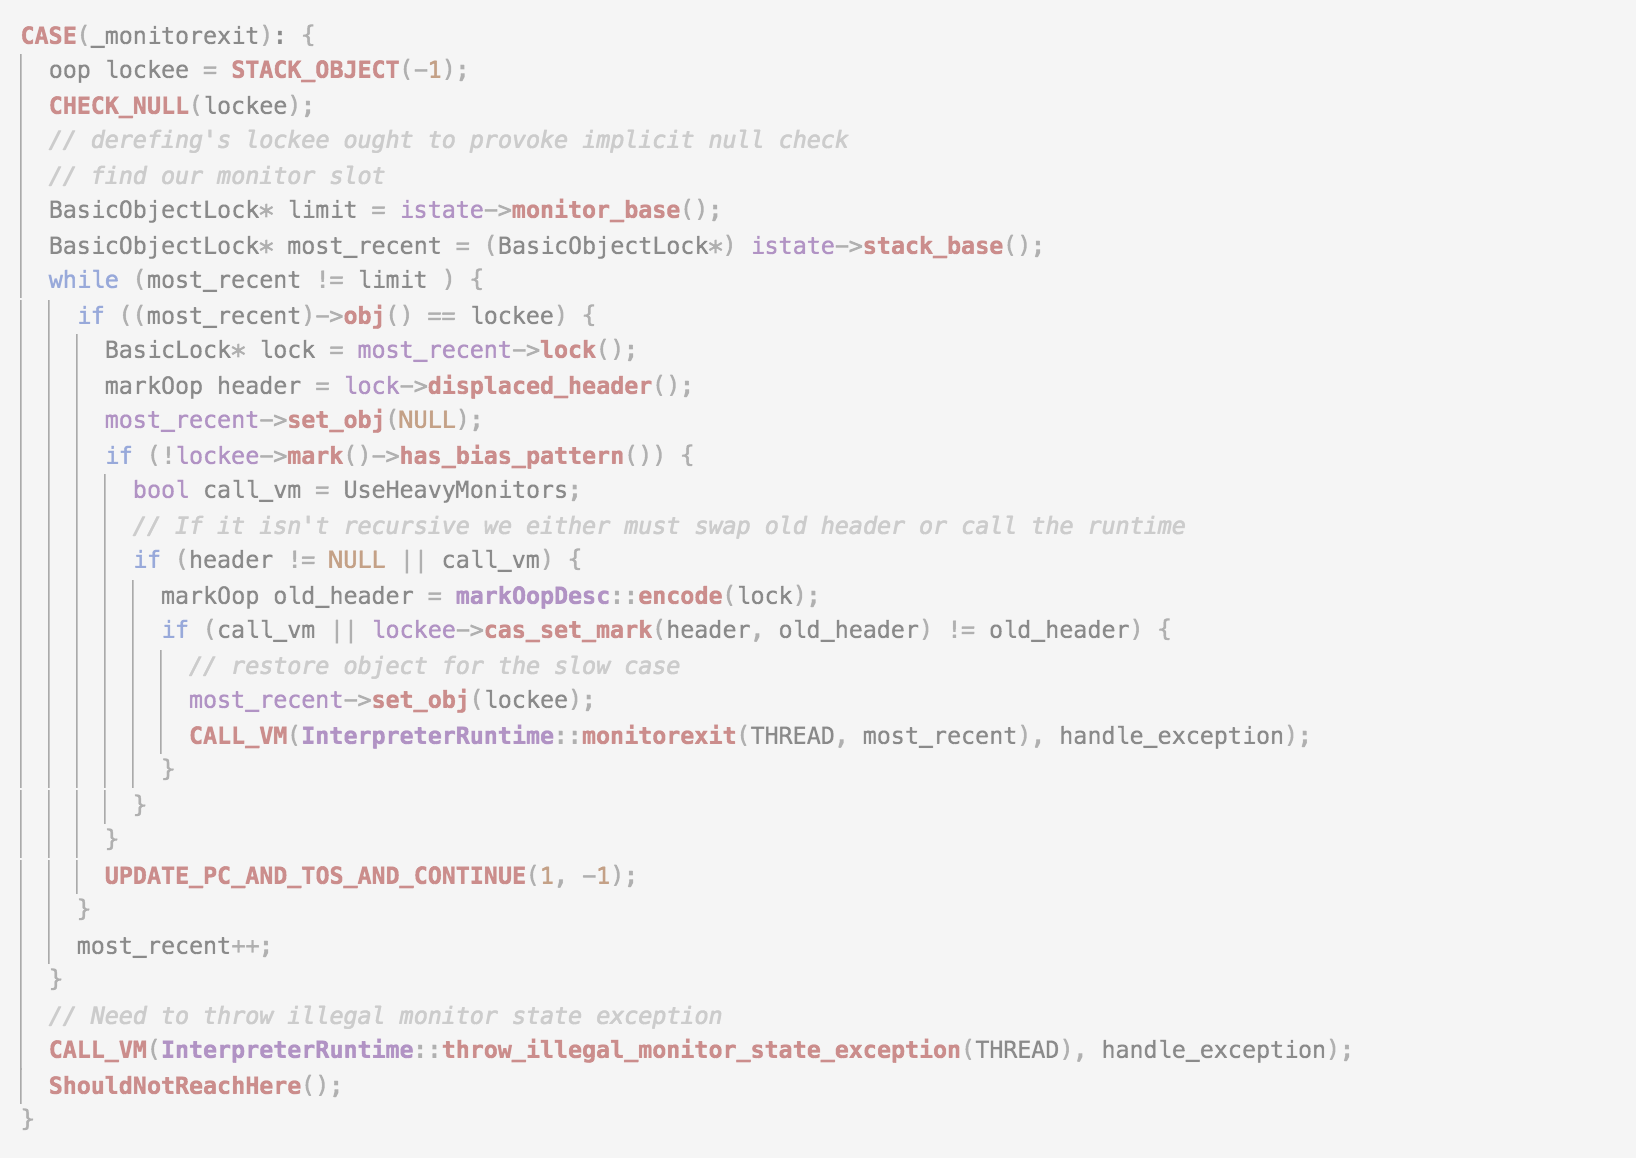 CASE(_monitorexit): {
oop lockee = STACK_OBJECT(-1);
CHECK_NULL(lockee);
// derefing's lockee ought to provoke implicit null check
// find our monitor slot
BasicObjectLock* limit = istate->monitor_base();
BasicObjectLock* most_recent = (BasicObjectLock*) istate->stack_base();
while (most_recent != limit ) {
if ((most_recent)->obj() == lockee) {
BasicLock* lock = most_recent->lock();
markOop header = lock->displaced_header();
most_recent->set_obj(NULL);
if (!lockee->mark()->has_bias_pattern()) {
bool call_vm = UseHeavyMonitors;
// If it isn't recursive we either must swap old header or call the runtime
if (header != NULL || call_vm) {
markOop old_header = markOopDesc::encode(lock);
if (call_vm || lockee->cas_set_mark(header, old_header) != old_header) {
// restore object for the slow case
most_recent->set_obj(lockee);
CALL_VM(InterpreterRuntime::monitorexit(THREAD, most_recent), handle_exception);
}
}
}
UPDATE_PC_AND_TOS_AND_CONTINUE(1, -1);
}
most_recent++;
}
// Need to throw illegal monitor state exception
CALL_VM(InterpreterRuntime::throw_illegal_monitor_state_exception(THREAD), handle_exception);
ShouldNotReachHere();
}